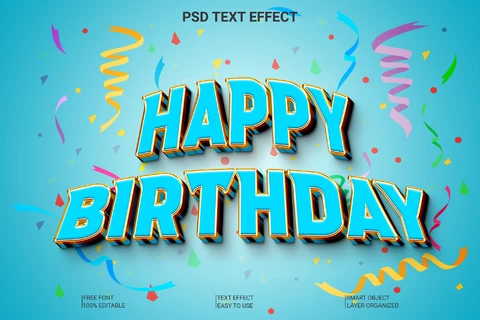 PSD TEXT EFFECT
HAPPY
BIRTHDAY
FREE FONT
100% EDITABLE
TEXT EFFECT
EASY TO USE
SMART OBJECT
LAYER ORGANIZED